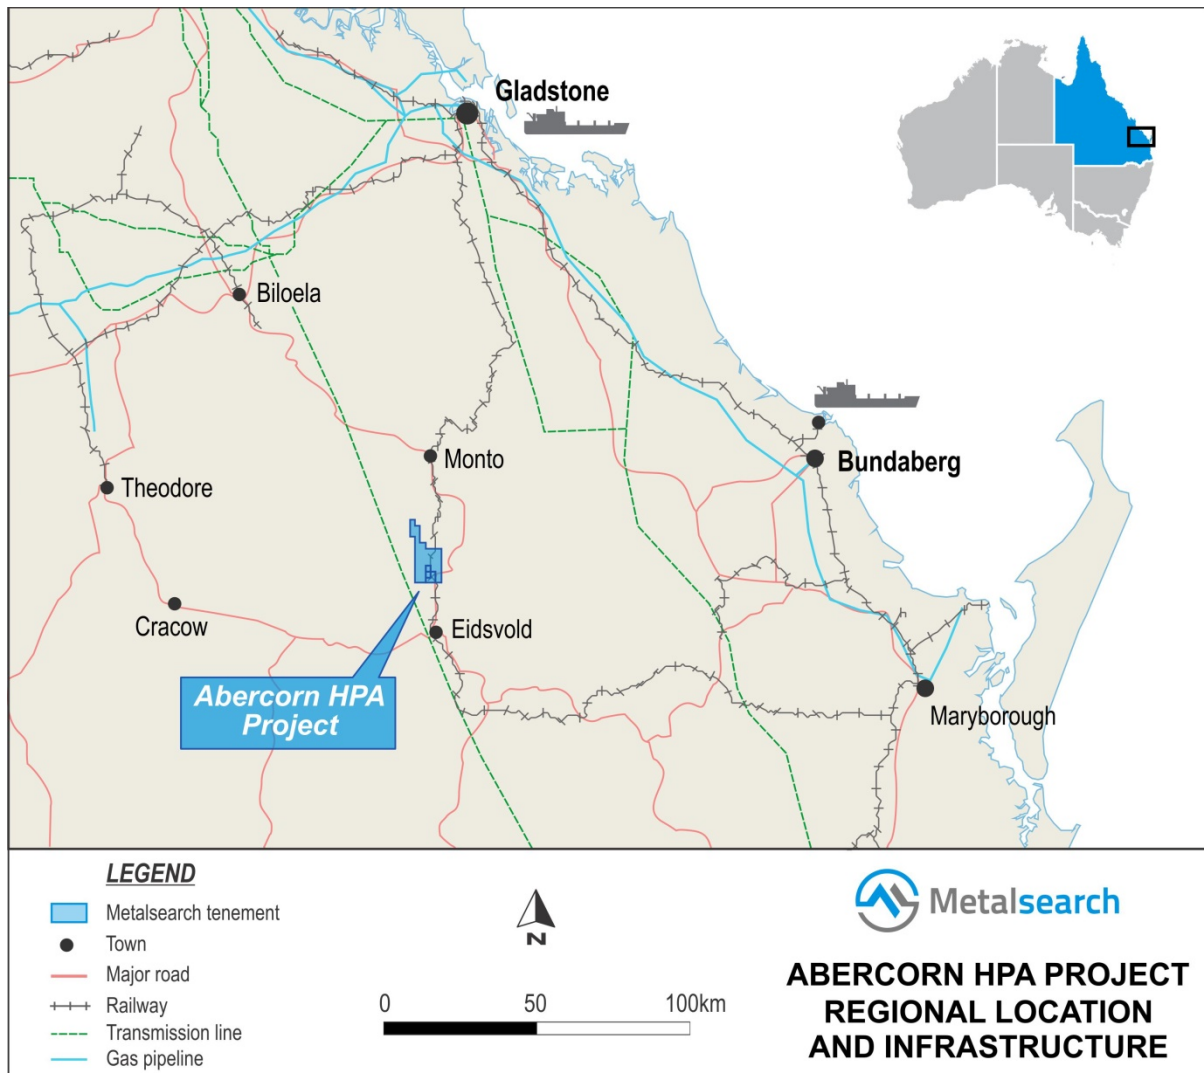 Gladstone
Biloela
Monto
Bundaberg
Theodore
Cracow
Eidsvold
Abercorn HPA
Project
Maryborough
LEGEND
Metalsearch tenement
Town
Major road
Railway
Transmission line
Gas pipeline
N
0 50 100km
Metalsearch
ABERCORN HPA PROJECT
REGIONAL LOCATION
AND INFRASTRUCTURE